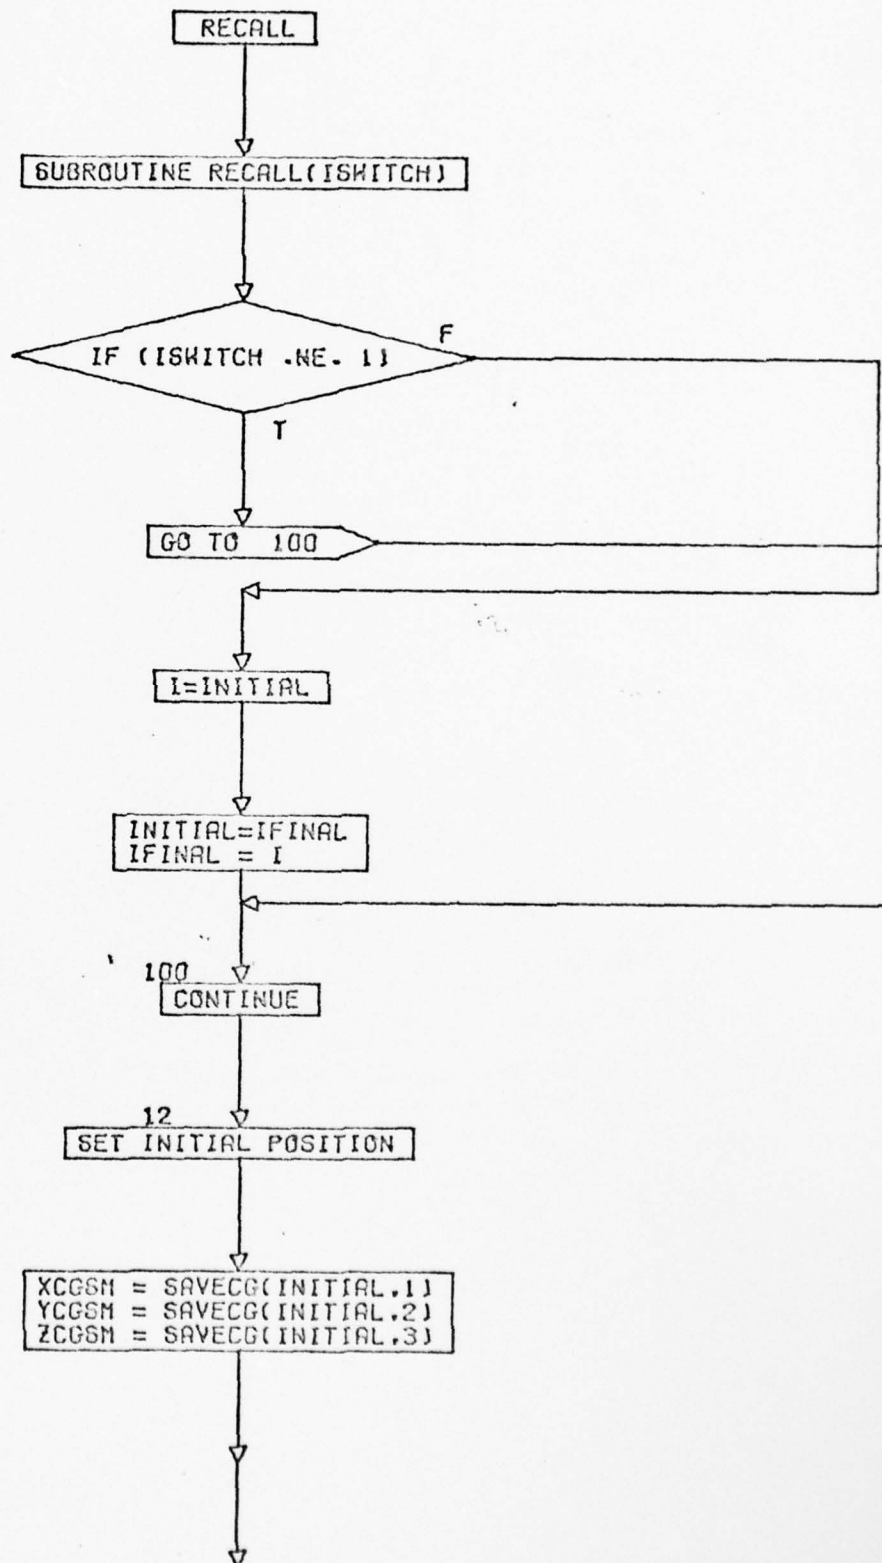 RECALL
SUBROUTINE RECALL(ISWITCH)
F
IF (ISWITCH .NE. 1)
T
GO TO 100
I=INITIAL
INITIAL=IFINAL
IFINAL = I
100
CONTINUE
12
SET INITIAL POSITION
XCGSM = SAVECG(INITIAL,1)
YCGSM = SAVECG(INITIAL,2)
ZCGSM = SAVECG(INITIAL,3)